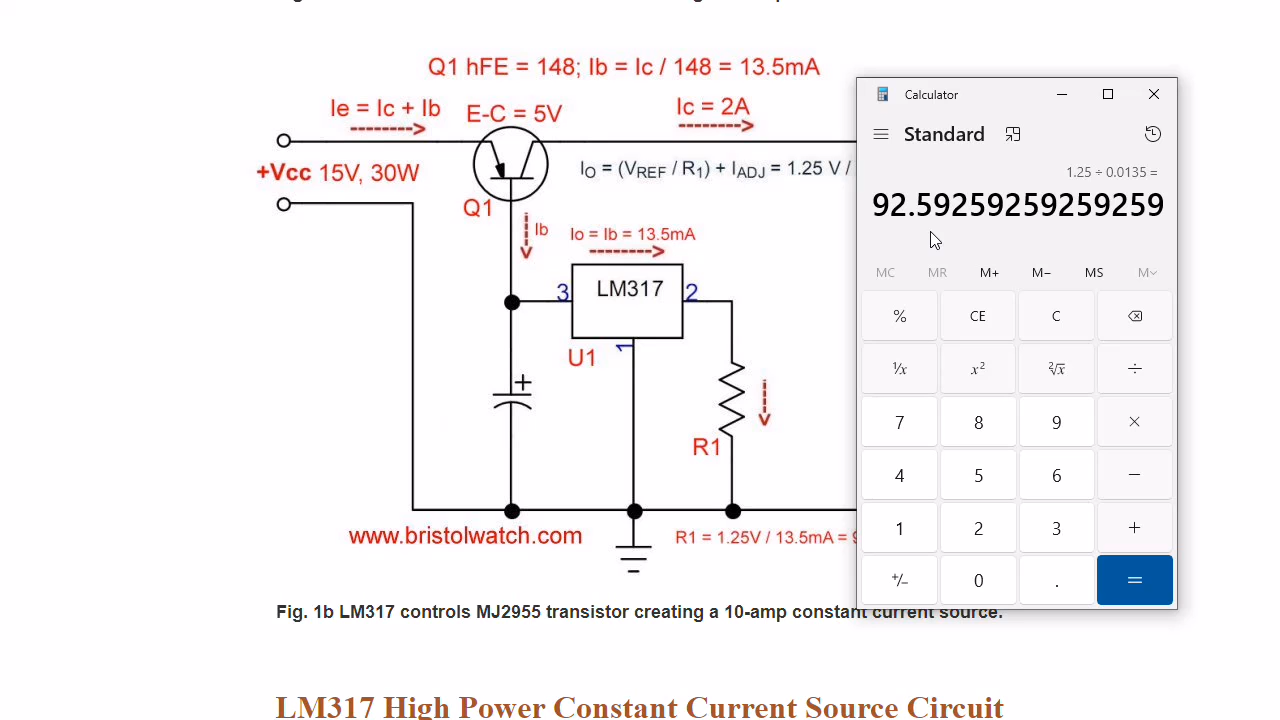 Q1 hFE = 148; Ib = Ic / 148 = 13.5mA
Ie = Ic + Ib
E-C = 5V
Ic = 2A
+Vcc 15V, 30W
IO = (VREF / R1) + IADJ = 1.25 V /
Q1
Ib
Io = Ib = 13.5mA
3
LM317
2
U1
1
+
R1
www.bristolwatch.com
R1 = 1.25V / 13.5mA =
Fig. 1b LM317 controls MJ2955 transistor creating a 10-amp constant current source.
LM317 High Power Constant Current Source Circuit
Calculator
Standard
1.25 ÷ 0.0135 =
92.59259259259259
MC MR M+ M− MS M
% CE C
1/x x2 2√x ÷
7 8 9 ×
4 5 6 −
1 2 3 +
+/− 0 . =